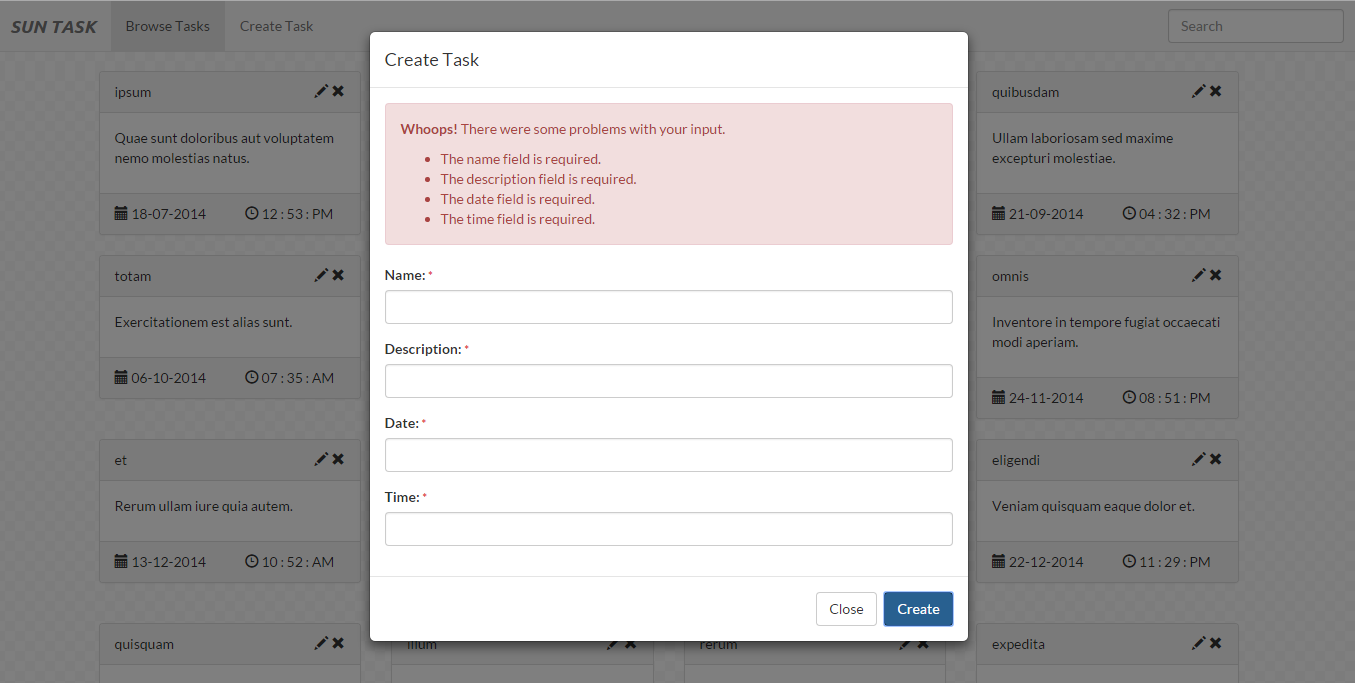 SUN TASK Browse Tasks Create Task Search
Create Task
Whoops! There were some problems with your input.
The name field is required.
The description field is required.
The date field is required.
The time field is required.
Name: *
Description: *
Date: *
Time: *
Close Create
ipsum
Quae sunt doloribus aut voluptatem
nemo molestias natus.
18-07-2014 12 : 53 : PM
quibusdam
Ullam laboriosam sed maxime
excepturi molestiae.
21-09-2014 04 : 32 : PM
totam
Exercitationem est alias sunt.
06-10-2014 07 : 35 : AM
omnis
Inventore in tempore fugiat occaecati
modi aperiam.
24-11-2014 08 : 51 : PM
et
Rerum ullam iure quia autem.
13-12-2014 10 : 52 : AM
eligendi
Veniam quisquam eaque dolor et.
22-12-2014 11 : 29 : PM
quisquam
illum
rerum
expedita